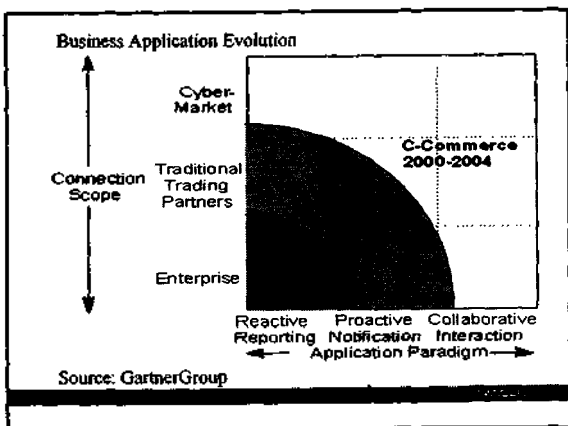 Business Application Evolution
Cyber-
Market
C-Commerce
2000-2004
Traditional
Trading
Partners
Connection
Scope
Enterprise
Reactive Proactive Collaborative
Reporting Notification Interaction
Application Paradigm
Source: GartnerGroup